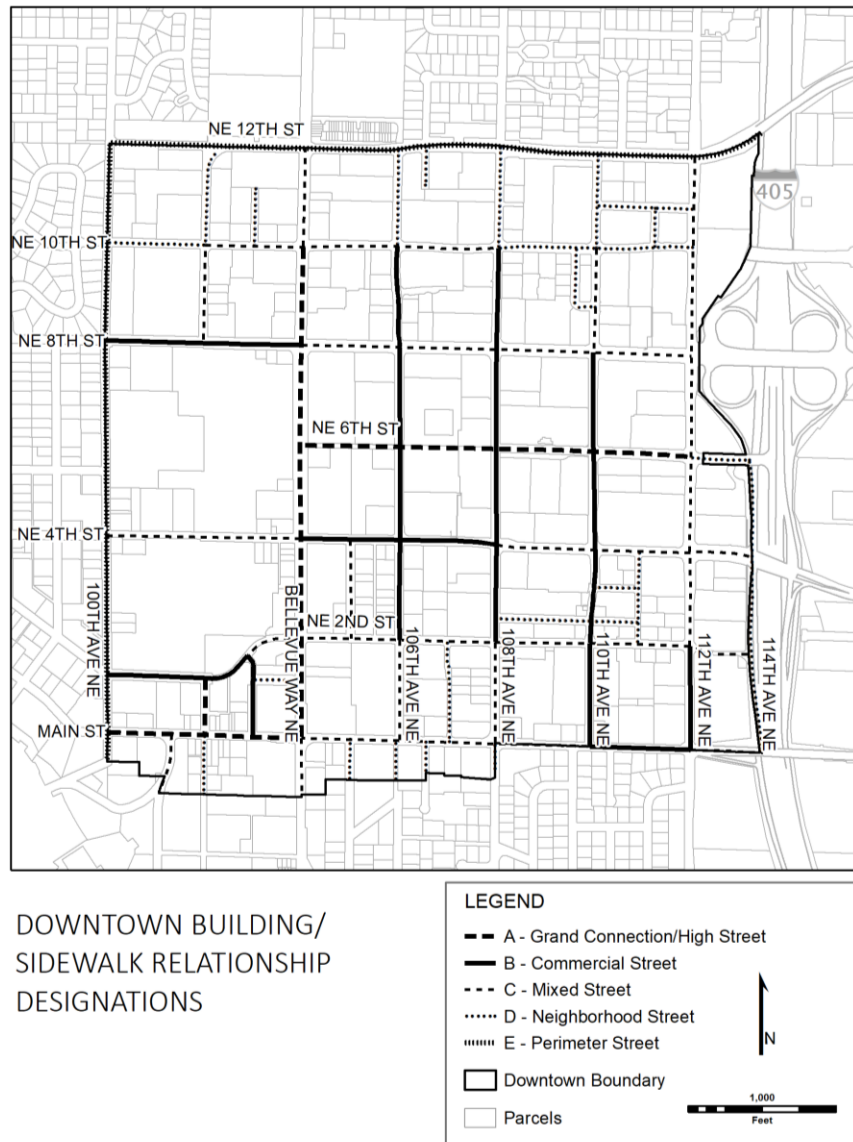 NE 12TH ST
405
NE 10TH ST
NE 8TH ST
NE 6TH ST
NE 4TH ST
100TH AVE NE
BELLEVUE WAY NE
NE 2ND ST
106TH AVE NE
108TH AVE NE
110TH AVE NE
112TH AVE NE
114TH AVE NE
MAIN ST
DOWNTOWN BUILDING/
SIDEWALK RELATIONSHIP
DESIGNATIONS
LEGEND
A - Grand Connection/High Street
B - Commercial Street
C - Mixed Street
D - Neighborhood Street
E - Perimeter Street
N
Downtown Boundary
Parcels
1,000
Feet